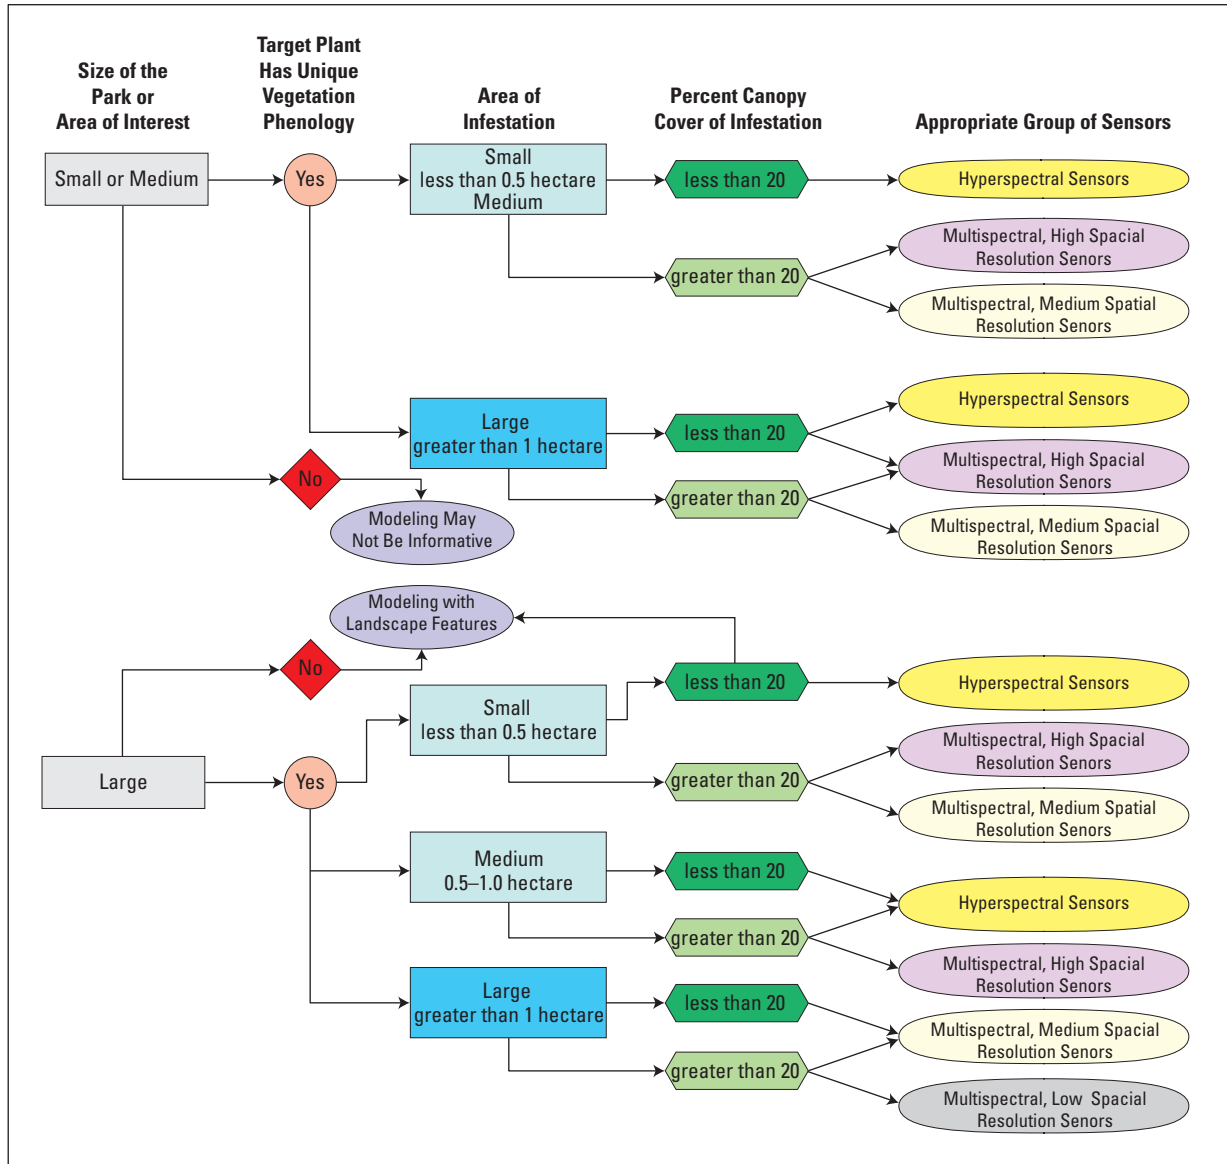 Size of the
Park or
Area of Interest
Target Plant
Has Unique
Vegetation
Phenology
Area of
Infestation
Percent Canopy
Cover of Infestation
Appropriate Group of Sensors
Small or Medium
Yes
Small
less than 0.5 hectare
Medium
less than 20
Hyperspectral Sensors
greater than 20
Multispectral, High Spacial
Resolution Senors
Multispectral, Medium Spatial
Resolution Senors
Large
greater than 1 hectare
less than 20
Hyperspectral Sensors
Multispectral, High Spacial
Resolution Senors
No
greater than 20
Modeling May
Not Be Informative
Multispectral, Medium Spacial
Resolution Senors
Modeling with
Landscape Features
No
less than 20
Hyperspectral Sensors
Small
less than 0.5 hectare
Large
Yes
greater than 20
Multispectral, High Spacial
Resolution Senors
Multispectral, Medium Spatial
Resolution Senors
Medium
0.5–1.0 hectare
less than 20
Hyperspectral Sensors
greater than 20
Multispectral, High Spacial
Resolution Senors
Large
greater than 1 hectare
less than 20
Multispectral, Medium Spacial
Resolution Senors
greater than 20
Multispectral, Low Spacial
Resolution Senors